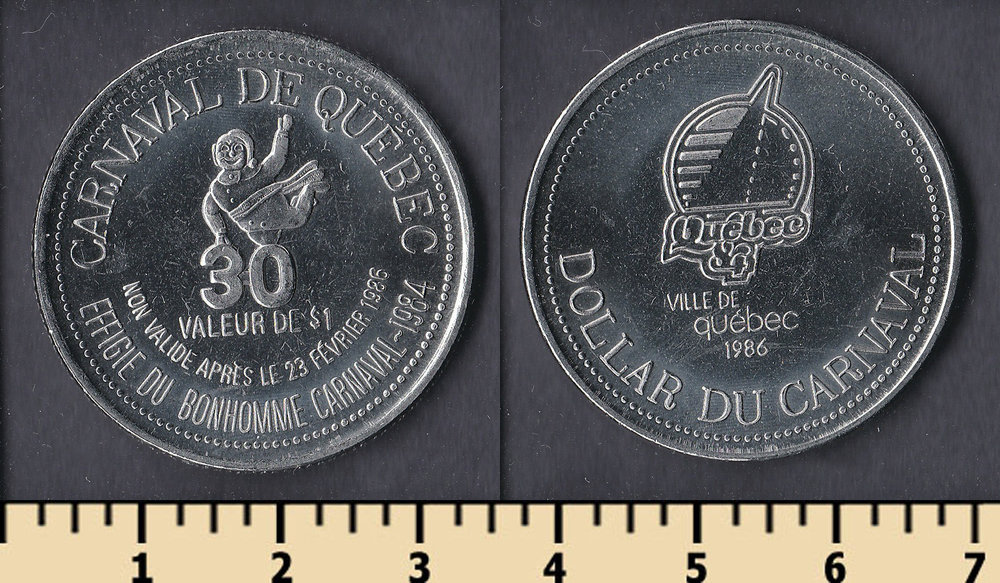 CARNAVAL DE QUÉBEC
30
VALEUR DE $1
NON VALIDE APRÈS LE 23 FÉVRIER 1986
EFFIGIE DU BONHOMME CARNAVAL~1984
Québec
84
VILLE DE
québec
1986
DOLLAR DU CARNAVAL
1 2 3 4 5 6 7